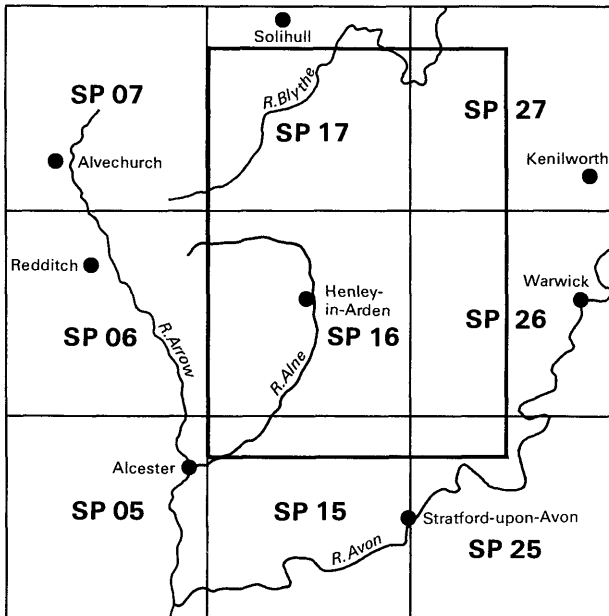 Solihull
SP 07
R. Blythe
SP 17
SP 27
Alvechurch
Kenilworth
Redditch
Henley-
in-Arden
Warwick
SP 06
R. Arrow
SP 16
SP 26
R. Alne
Alcester
SP 05
SP 15
Stratford-upon-Avon
R. Avon
SP 25